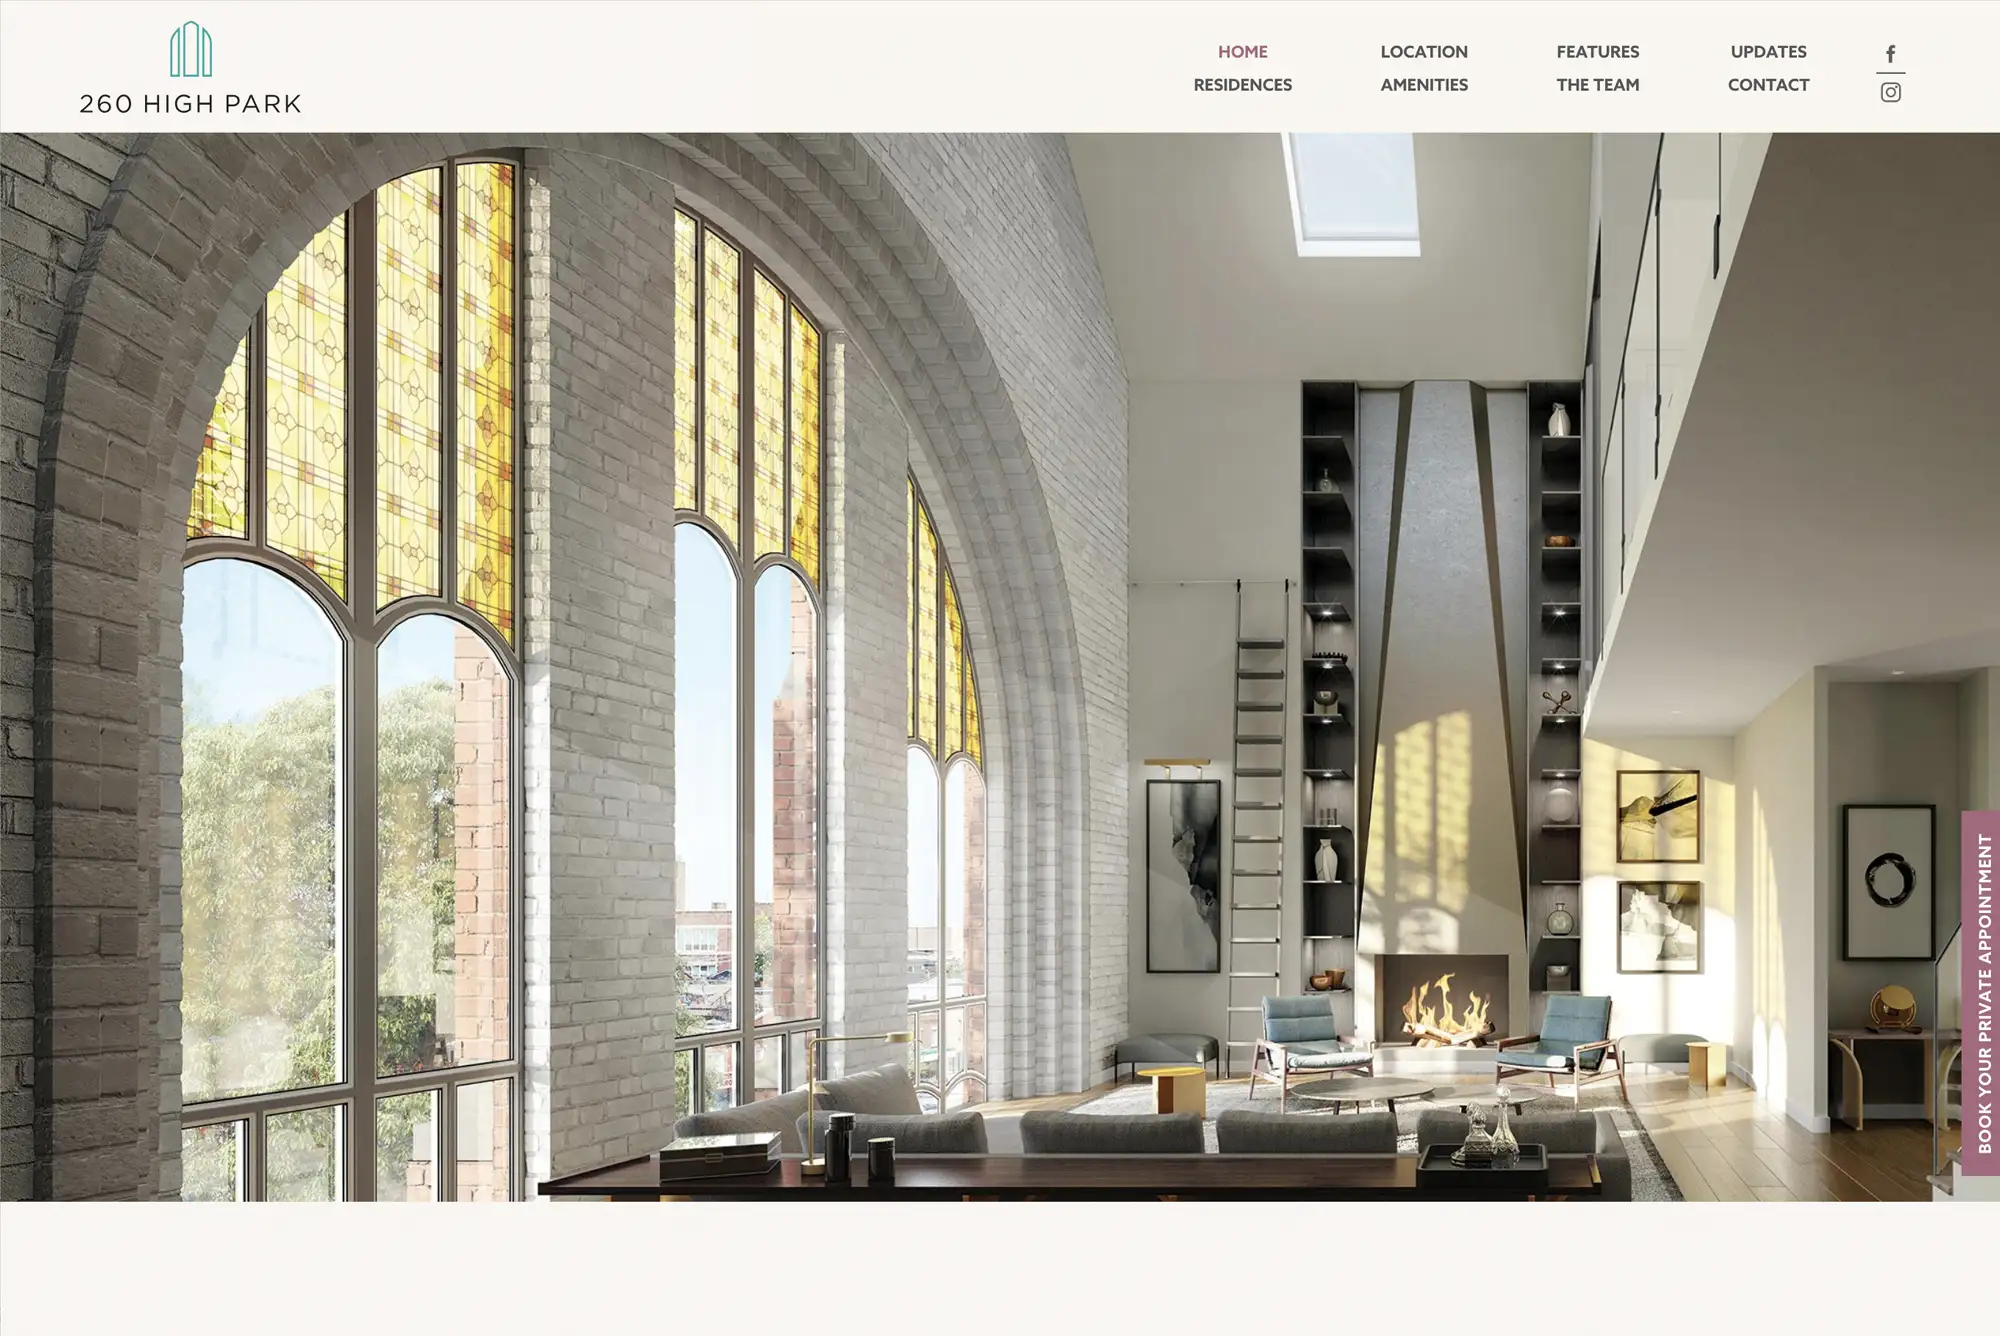 260 HIGH PARK
HOME
LOCATION
FEATURES
UPDATES
RESIDENCES
AMENITIES
THE TEAM
CONTACT
BOOK YOUR PRIVATE APPOINTMENT